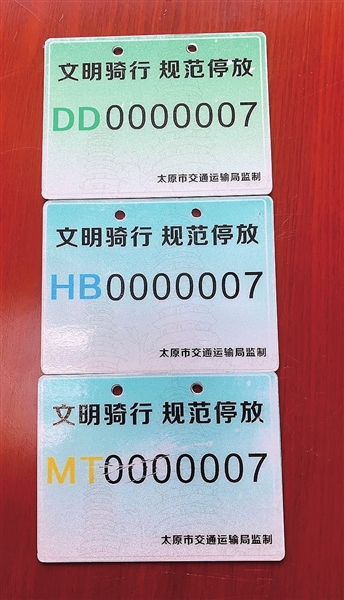 文明骑行 规范停放
DD0000007
太原市交通运输局监制
文明骑行 规范停放
HB0000007
太原市交通运输局监制
文明骑行 规范停放
MT0000007
太原市交通运输局监制